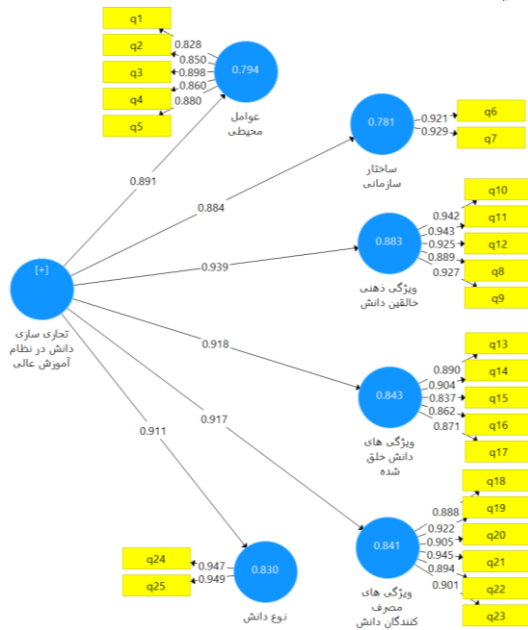 q1
q2
q3
q4
q5
0.828
0.850
0.898
0.860
0.880
0.794
عوامل
محیطی
0.891
0.781
ساختار
سازمانی
0.921
0.929
q6
q7
0.884
0.883
ویژگی ذهنی
خالقین دانش
0.942
0.943
0.925
0.889
0.927
q10
q11
q12
q8
q9
0.939
[+]
تجاری سازی
دانش در نظام
آموزش عالی
0.918
0.843
ویژگی های
دانش خلق
شده
0.890
0.904
0.837
0.862
0.871
q13
q14
q15
q16
q17
0.917
0.841
ویژگی های
مصرف
کنندگان دانش
0.888
0.922
0.905
0.945
0.894
0.901
q18
q19
q20
q21
q22
q23
0.911
q24
q25
0.947
0.949
0.830
نوع دانش